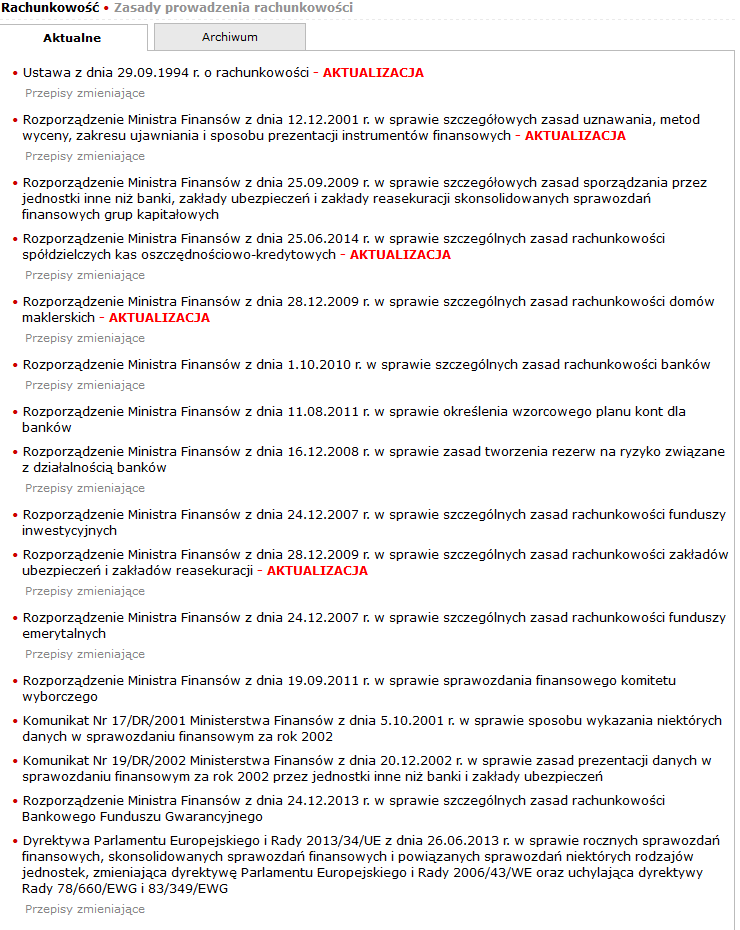 Rachunkowość • Zasady prowadzenia rachunkowości
Aktualne
Archiwum
• Ustawa z dnia 29.09.1994 r. o rachunkowości - AKTUALIZACJA
Przepisy zmieniające
• Rozporządzenie Ministra Finansów z dnia 12.12.2001 r. w sprawie szczegółowych zasad uznawania, metod
wyceny, zakresu ujawniania i sposobu prezentacji instrumentów finansowych - AKTUALIZACJA
Przepisy zmieniające
• Rozporządzenie Ministra Finansów z dnia 25.09.2009 r. w sprawie szczegółowych zasad sporządzania przez
jednostki inne niż banki, zakłady ubezpieczeń i zakłady reasekuracji skonsolidowanych sprawozdań
finansowych grup kapitałowych
• Rozporządzenie Ministra Finansów z dnia 25.06.2014 r. w sprawie szczególnych zasad rachunkowości
spółdzielczych kas oszczędnościowo-kredytowych - AKTUALIZACJA
Przepisy zmieniające
• Rozporządzenie Ministra Finansów z dnia 28.12.2009 r. w sprawie szczególnych zasad rachunkowości domów
maklerskich - AKTUALIZACJA
Przepisy zmieniające
• Rozporządzenie Ministra Finansów z dnia 1.10.2010 r. w sprawie szczególnych zasad rachunkowości banków
Przepisy zmieniające
• Rozporządzenie Ministra Finansów z dnia 11.08.2011 r. w sprawie określenia wzorcowego planu kont dla
banków
• Rozporządzenie Ministra Finansów z dnia 16.12.2008 r. w sprawie zasad tworzenia rezerw na ryzyko związane
z działalnością banków
Przepisy zmieniające
• Rozporządzenie Ministra Finansów z dnia 24.12.2007 r. w sprawie szczególnych zasad rachunkowości funduszy
inwestycyjnych
• Rozporządzenie Ministra Finansów z dnia 28.12.2009 r. w sprawie szczególnych zasad rachunkowości zakładów
ubezpieczeń i zakładów reasekuracji - AKTUALIZACJA
Przepisy zmieniające
• Rozporządzenie Ministra Finansów z dnia 24.12.2007 r. w sprawie szczególnych zasad rachunkowości funduszy
emerytalnych
Przepisy zmieniające
• Rozporządzenie Ministra Finansów z dnia 19.09.2011 r. w sprawie sprawozdania finansowego komitetu
wyborczego
• Komunikat Nr 17/DR/2001 Ministerstwa Finansów z dnia 5.10.2001 r. w sprawie sposobu wykazania niektórych
danych w sprawozdaniu finansowym za rok 2002
• Komunikat Nr 19/DR/2002 Ministerstwa Finansów z dnia 20.12.2002 r. w sprawie zasad prezentacji danych w
sprawozdaniu finansowym za rok 2002 przez jednostki inne niż banki i zakłady ubezpieczeń
• Rozporządzenie Ministra Finansów z dnia 24.12.2013 r. w sprawie szczególnych zasad rachunkowości
Bankowego Funduszu Gwarancyjnego
• Dyrektywa Parlamentu Europejskiego i Rady 2013/34/UE z dnia 26.06.2013 r. w sprawie rocznych sprawozdań
finansowych, skonsolidowanych sprawozdań finansowych i powiązanych sprawozdań niektórych rodzajów
jednostek, zmieniająca dyrektywę Parlamentu Europejskiego i Rady 2006/43/WE oraz uchylająca dyrektywy
Rady 78/660/EWG i 83/349/EWG
Przepisy zmieniające